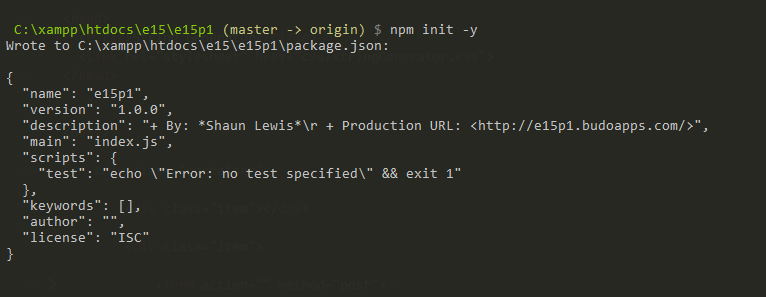 C:\xampp\htdocs\e15\e15p1 (master -> origin) $ npm init -y
Wrote to C:\xampp\htdocs\e15\e15p1\package.json:
{
"name": "e15p1",
"version": "1.0.0",
"description": "+ By: *Shaun Lewis*\r + Production URL: <http://e15p1.budoapps.com/>",
"main": "index.js",
"scripts": {
"test": "echo \"Error: no test specified\" && exit 1"
},
"keywords": [],
"author": "",
"license": "ISC"
}